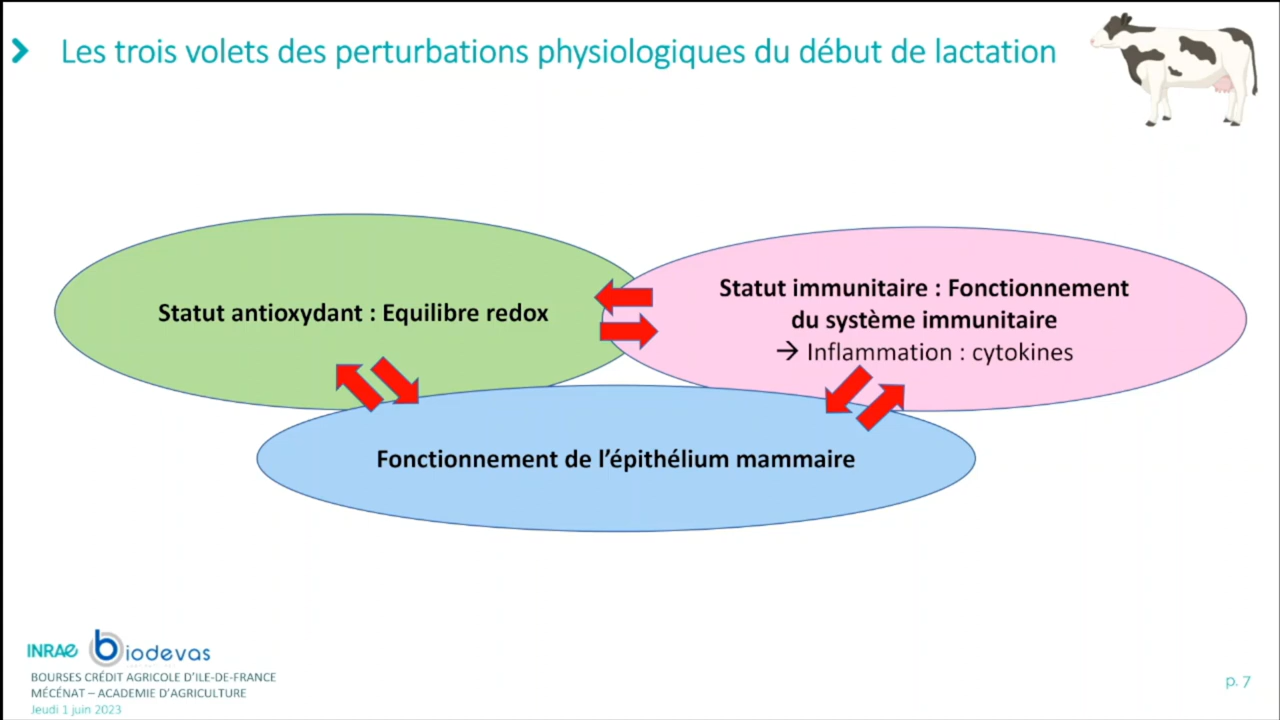 Les trois volets des perturbations physiologiques du début de lactation
Statut antioxydant : Equilibre redox
Statut immunitaire : Fonctionnement
du système immunitaire
→ Inflammation : cytokines
Fonctionnement de l’épithélium mammaire
INRAE biodevas
BOURSES CRÉDIT AGRICOLE D'ILE-DE-FRANCE
MÉCÉNAT – ACADEMIE D'AGRICULTURE
Jeudi 1 juin 2023
p. 7